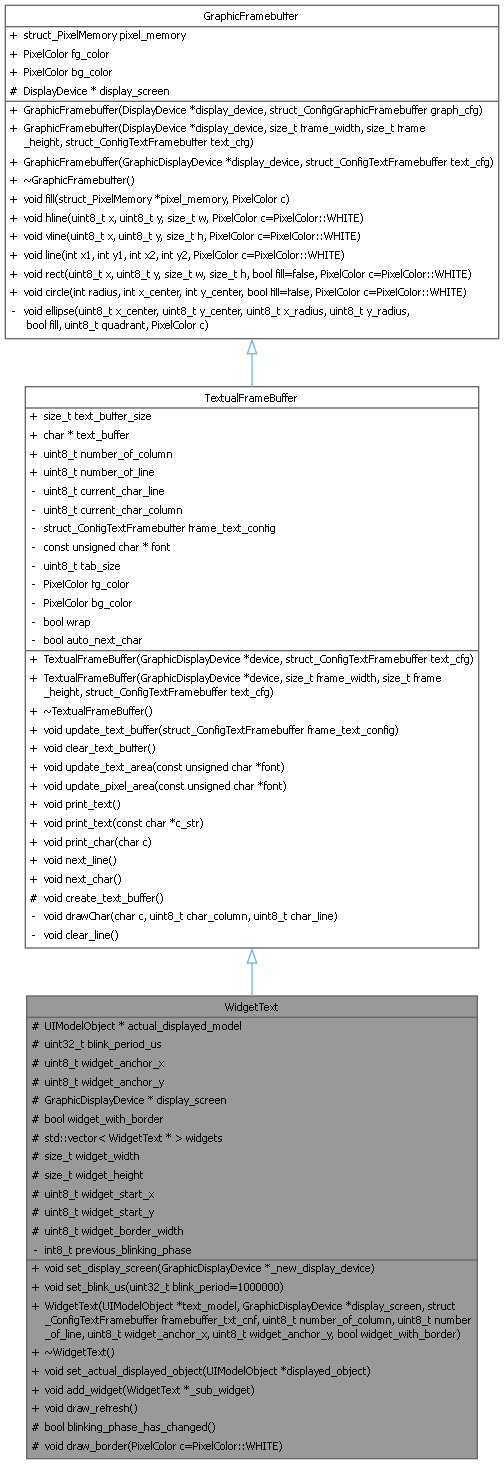 GraphicFramebuffer
+ struct_PixelMemory pixel_memory
+ PixelColor fg_color
+ PixelColor bg_color
# DisplayDevice * display_screen
+ GraphicFramebuffer(DisplayDevice *display_device, struct_ConfigGraphicFramebuffer graph_cfg)
+ GraphicFramebuffer(DisplayDevice *display_device, size_t frame_width, size_t frame
_height, struct_ConfigTextFramebuffer text_cfg)
+ GraphicFramebuffer(GraphicDisplayDevice *display_device, struct_ConfigTextFramebuffer text_cfg)
+ ~GraphicFramebuffer()
+ void fill(struct_PixelMemory *pixel_memory, PixelColor c)
+ void hline(uint8_t x, uint8_t y, size_t w, PixelColor c=PixelColor::WHITE)
+ void vline(uint8_t x, uint8_t y, size_t h, PixelColor c=PixelColor::WHITE)
+ void line(int x1, int y1, int x2, int y2, PixelColor c=PixelColor::WHITE)
+ void rect(uint8_t x, uint8_t y, size_t w, size_t h, bool fill=false, PixelColor c=PixelColor::WHITE)
+ void circle(int radius, int x_center, int y_center, bool fill=false, PixelColor c=PixelColor::WHITE)
- void ellipse(uint8_t x_center, uint8_t y_center, uint8_t x_radius, uint8_t y_radius,
bool fill, uint8_t quadrant, PixelColor c)
TextualFrameBuffer
+ size_t text_buffer_size
+ char * text_buffer
+ uint8_t number_of_column
+ uint8_t number_of_line
- uint8_t current_char_line
- uint8_t current_char_column
- struct_ConfigTextFramebuffer frame_text_config
- const unsigned char * font
- uint8_t tab_size
- PixelColor fg_color
- PixelColor bg_color
- bool wrap
- bool auto_next_char
+ TextualFrameBuffer(GraphicDisplayDevice *device, struct_ConfigTextFramebuffer text_cfg)
+ TextualFrameBuffer(GraphicDisplayDevice *device, size_t frame_width, size_t frame
_height, struct_ConfigTextFramebuffer text_cfg)
+ ~TextualFrameBuffer()
+ void update_text_buffer(struct_ConfigTextFramebuffer frame_text_config)
+ void clear_text_buffer()
+ void update_text_area(const unsigned char *font)
+ void update_pixel_area(const unsigned char *font)
+ void print_text()
+ void print_text(const char *c_str)
+ void print_char(char c)
+ void next_line()
+ void next_char()
# void create_text_buffer()
- void drawChar(char c, uint8_t char_column, uint8_t char_line)
- void clear_line()
WidgetText
# UIModelObject * actual_displayed_model
# uint32_t blink_period_us
# uint8_t widget_anchor_x
# uint8_t widget_anchor_y
# GraphicDisplayDevice * display_screen
# bool widget_with_border
# std::vector< WidgetText * > widgets
# size_t widget_width
# size_t widget_height
# uint8_t widget_start_x
# uint8_t widget_start_y
# uint8_t widget_border_width
- int8_t previous_blinking_phase
+ void set_display_screen(GraphicDisplayDevice *_new_display_device)
+ void set_blink_us(uint32_t blink_period=1000000)
+ WidgetText(UIModelObject *text_model, GraphicDisplayDevice *display_screen, struct
_ConfigTextFramebuffer framebuffer_txt_cnf, uint8_t number_of_column, uint8_t number
_of_line, uint8_t widget_anchor_x, uint8_t widget_anchor_y, bool widget_with_border)
+ ~WidgetText()
+ void set_actual_displayed_object(UIModelObject *displayed_object)
+ void add_widget(WidgetText *_sub_widget)
+ void draw_refresh()
# bool blinking_phase_has_changed()
# void draw_border(PixelColor c=PixelColor::WHITE)